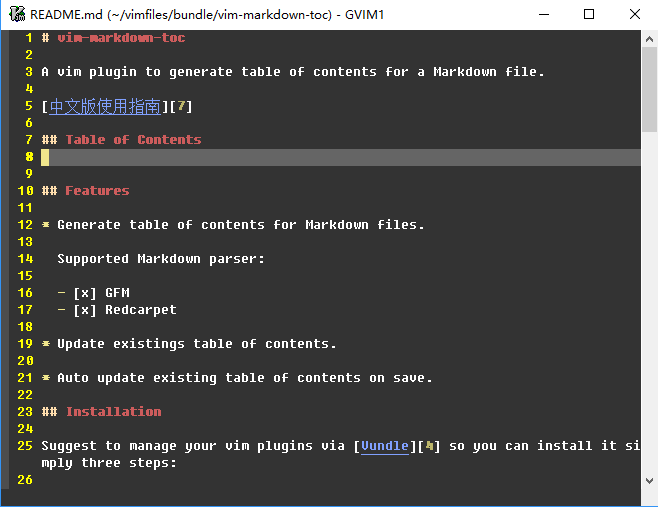 README.md (~/vimfiles/bundle/vim-markdown-toc) - GVIM1
1 # vim-markdown-toc
2
3 A vim plugin to generate table of contents for a Markdown file.
4
5 [中文版使用指南][7]
6
7 ## Table of Contents
8
9
10 ## Features
11
12 * Generate table of contents for Markdown files.
13
14 Supported Markdown parser:
15
16 - [x] GFM
17 - [x] Redcarpet
18
19 * Update existings table of contents.
20
21 * Auto update existing table of contents on save.
22
23 ## Installation
24
25 Suggest to manage your vim plugins via [Vundle][4] so you can install it si
mply three steps:
26